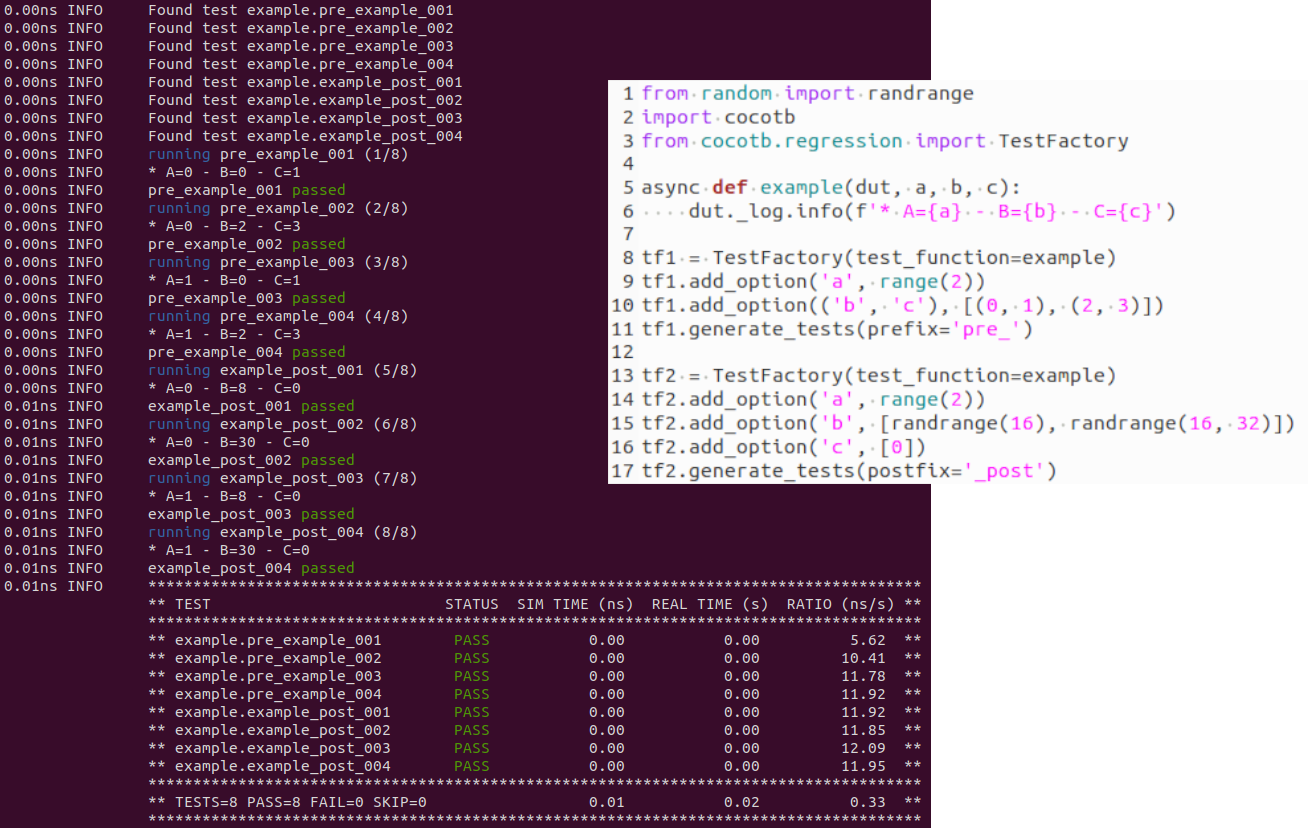 0.00ns INFO     Found test example.pre_example_001
0.00ns INFO     Found test example.pre_example_002
0.00ns INFO     Found test example.pre_example_003
0.00ns INFO     Found test example.pre_example_004
0.00ns INFO     Found test example.example_post_001
0.00ns INFO     Found test example.example_post_002
0.00ns INFO     Found test example.example_post_003
0.00ns INFO     Found test example.example_post_004
0.00ns INFO     running pre_example_001 (1/8)
0.00ns INFO     * A=0 - B=0 - C=1
0.00ns INFO     pre_example_001 passed
0.00ns INFO     running pre_example_002 (2/8)
0.00ns INFO     * A=0 - B=2 - C=3
0.00ns INFO     pre_example_002 passed
0.00ns INFO     running pre_example_003 (3/8)
0.00ns INFO     * A=1 - B=0 - C=1
0.00ns INFO     pre_example_003 passed
0.00ns INFO     running pre_example_004 (4/8)
0.00ns INFO     * A=1 - B=2 - C=3
0.00ns INFO     pre_example_004 passed
0.00ns INFO     running example_post_001 (5/8)
0.00ns INFO     * A=0 - B=8 - C=0
0.01ns INFO     example_post_001 passed
0.01ns INFO     running example_post_002 (6/8)
0.01ns INFO     * A=0 - B=30 - C=0
0.01ns INFO     example_post_002 passed
0.01ns INFO     running example_post_003 (7/8)
0.01ns INFO     * A=1 - B=8 - C=0
0.01ns INFO     example_post_003 passed
0.01ns INFO     running example_post_004 (8/8)
0.01ns INFO     * A=1 - B=30 - C=0
0.01ns INFO     example_post_004 passed
0.01ns INFO     **************************************************************************************
** TEST                          STATUS  SIM TIME (ns)  REAL TIME (s)  RATIO (ns/s) **
**************************************************************************************
** example.pre_example_001        PASS           0.00           0.00          5.62  **
** example.pre_example_002        PASS           0.00           0.00         10.41  **
** example.pre_example_003        PASS           0.00           0.00         11.78  **
** example.pre_example_004        PASS           0.00           0.00         11.92  **
** example.example_post_001       PASS           0.00           0.00         11.92  **
** example.example_post_002       PASS           0.00           0.00         11.85  **
** example.example_post_003       PASS           0.00           0.00         12.09  **
** example.example_post_004       PASS           0.00           0.00         11.95  **
**************************************************************************************
** TESTS=8 PASS=8 FAIL=0 SKIP=0                  0.01           0.02          0.33  **
**************************************************************************************
1 from random import randrange
2 import cocotb
3 from cocotb.regression import TestFactory
4
5 async def example(dut, a, b, c):
6     dut._log.info(f'* A={a} - B={b} - C={c}')
7
8 tf1 = TestFactory(test_function=example)
9 tf1.add_option('a', range(2))
10 tf1.add_option(('b', 'c'), [(0, 1), (2, 3)])
11 tf1.generate_tests(prefix='pre_')
12
13 tf2 = TestFactory(test_function=example)
14 tf2.add_option('a', range(2))
15 tf2.add_option('b', [randrange(16), randrange(16, 32)])
16 tf2.add_option('c', [0])
17 tf2.generate_tests(postfix='_post')